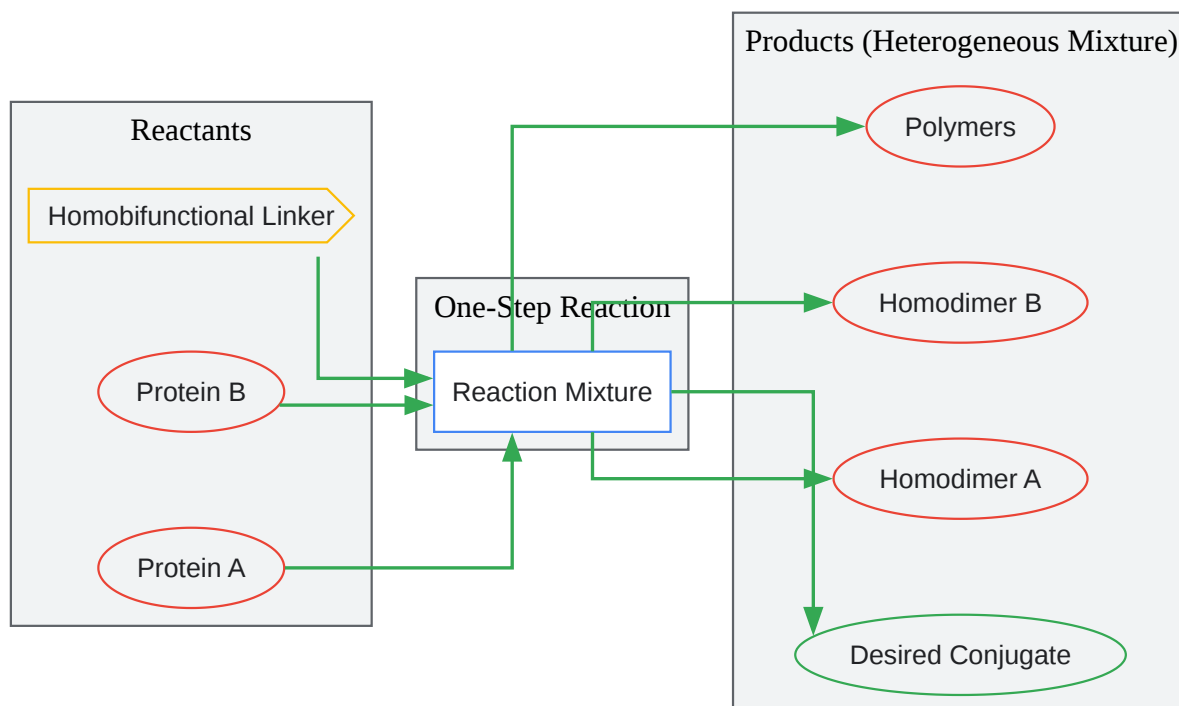 Reactants
Homobifunctional Linker
Protein B
Protein A
One-Step Reaction
Reaction Mixture
Products (Heterogeneous Mixture)
Polymers
Homodimer B
Homodimer A
Desired Conjugate